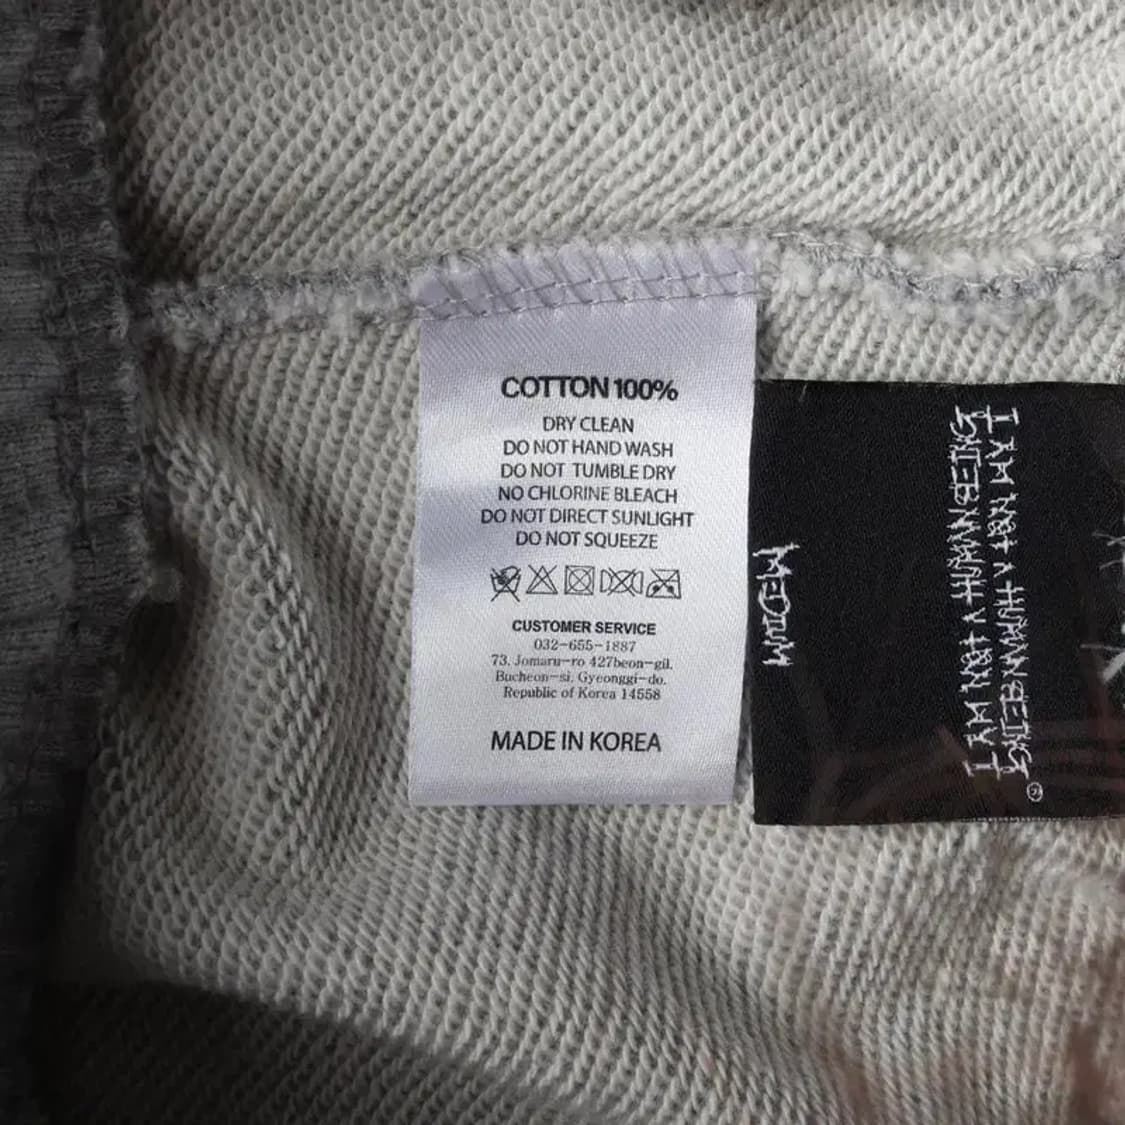 COTTON 100%
DRY CLEAN
DO NOT HAND WASH
DO NOT TUMBLE DRY
NO CHLORINE BLEACH
DO NOT DIRECT SUNLIGHT
DO NOT SQUEEZE
CUSTOMER SERVICE
032-655-1887
73. Jomaru-ro 427beon-gil.
Bucheon-si. Gyeonggi-do.
Republic of Korea 14558
MADE IN KOREA
MEDIUM
I AM NOT A HUMAN BEING
I AM NOT A HUMAN BEING
®